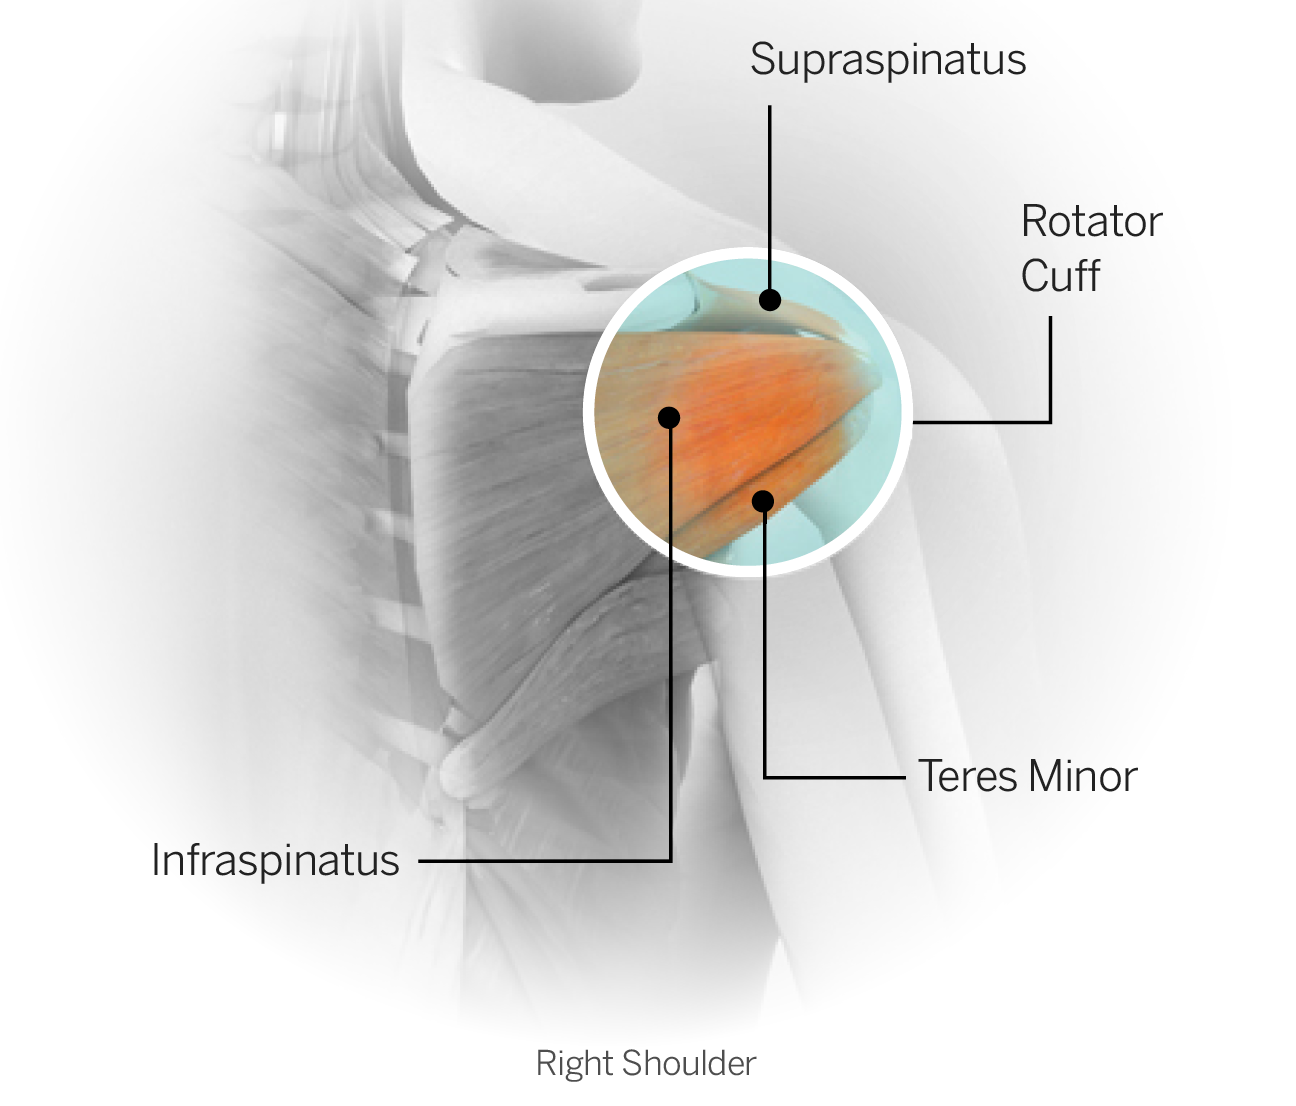 Supraspinatus
Rotator
Cuff
Teres Minor
Infraspinatus
Right Shoulder